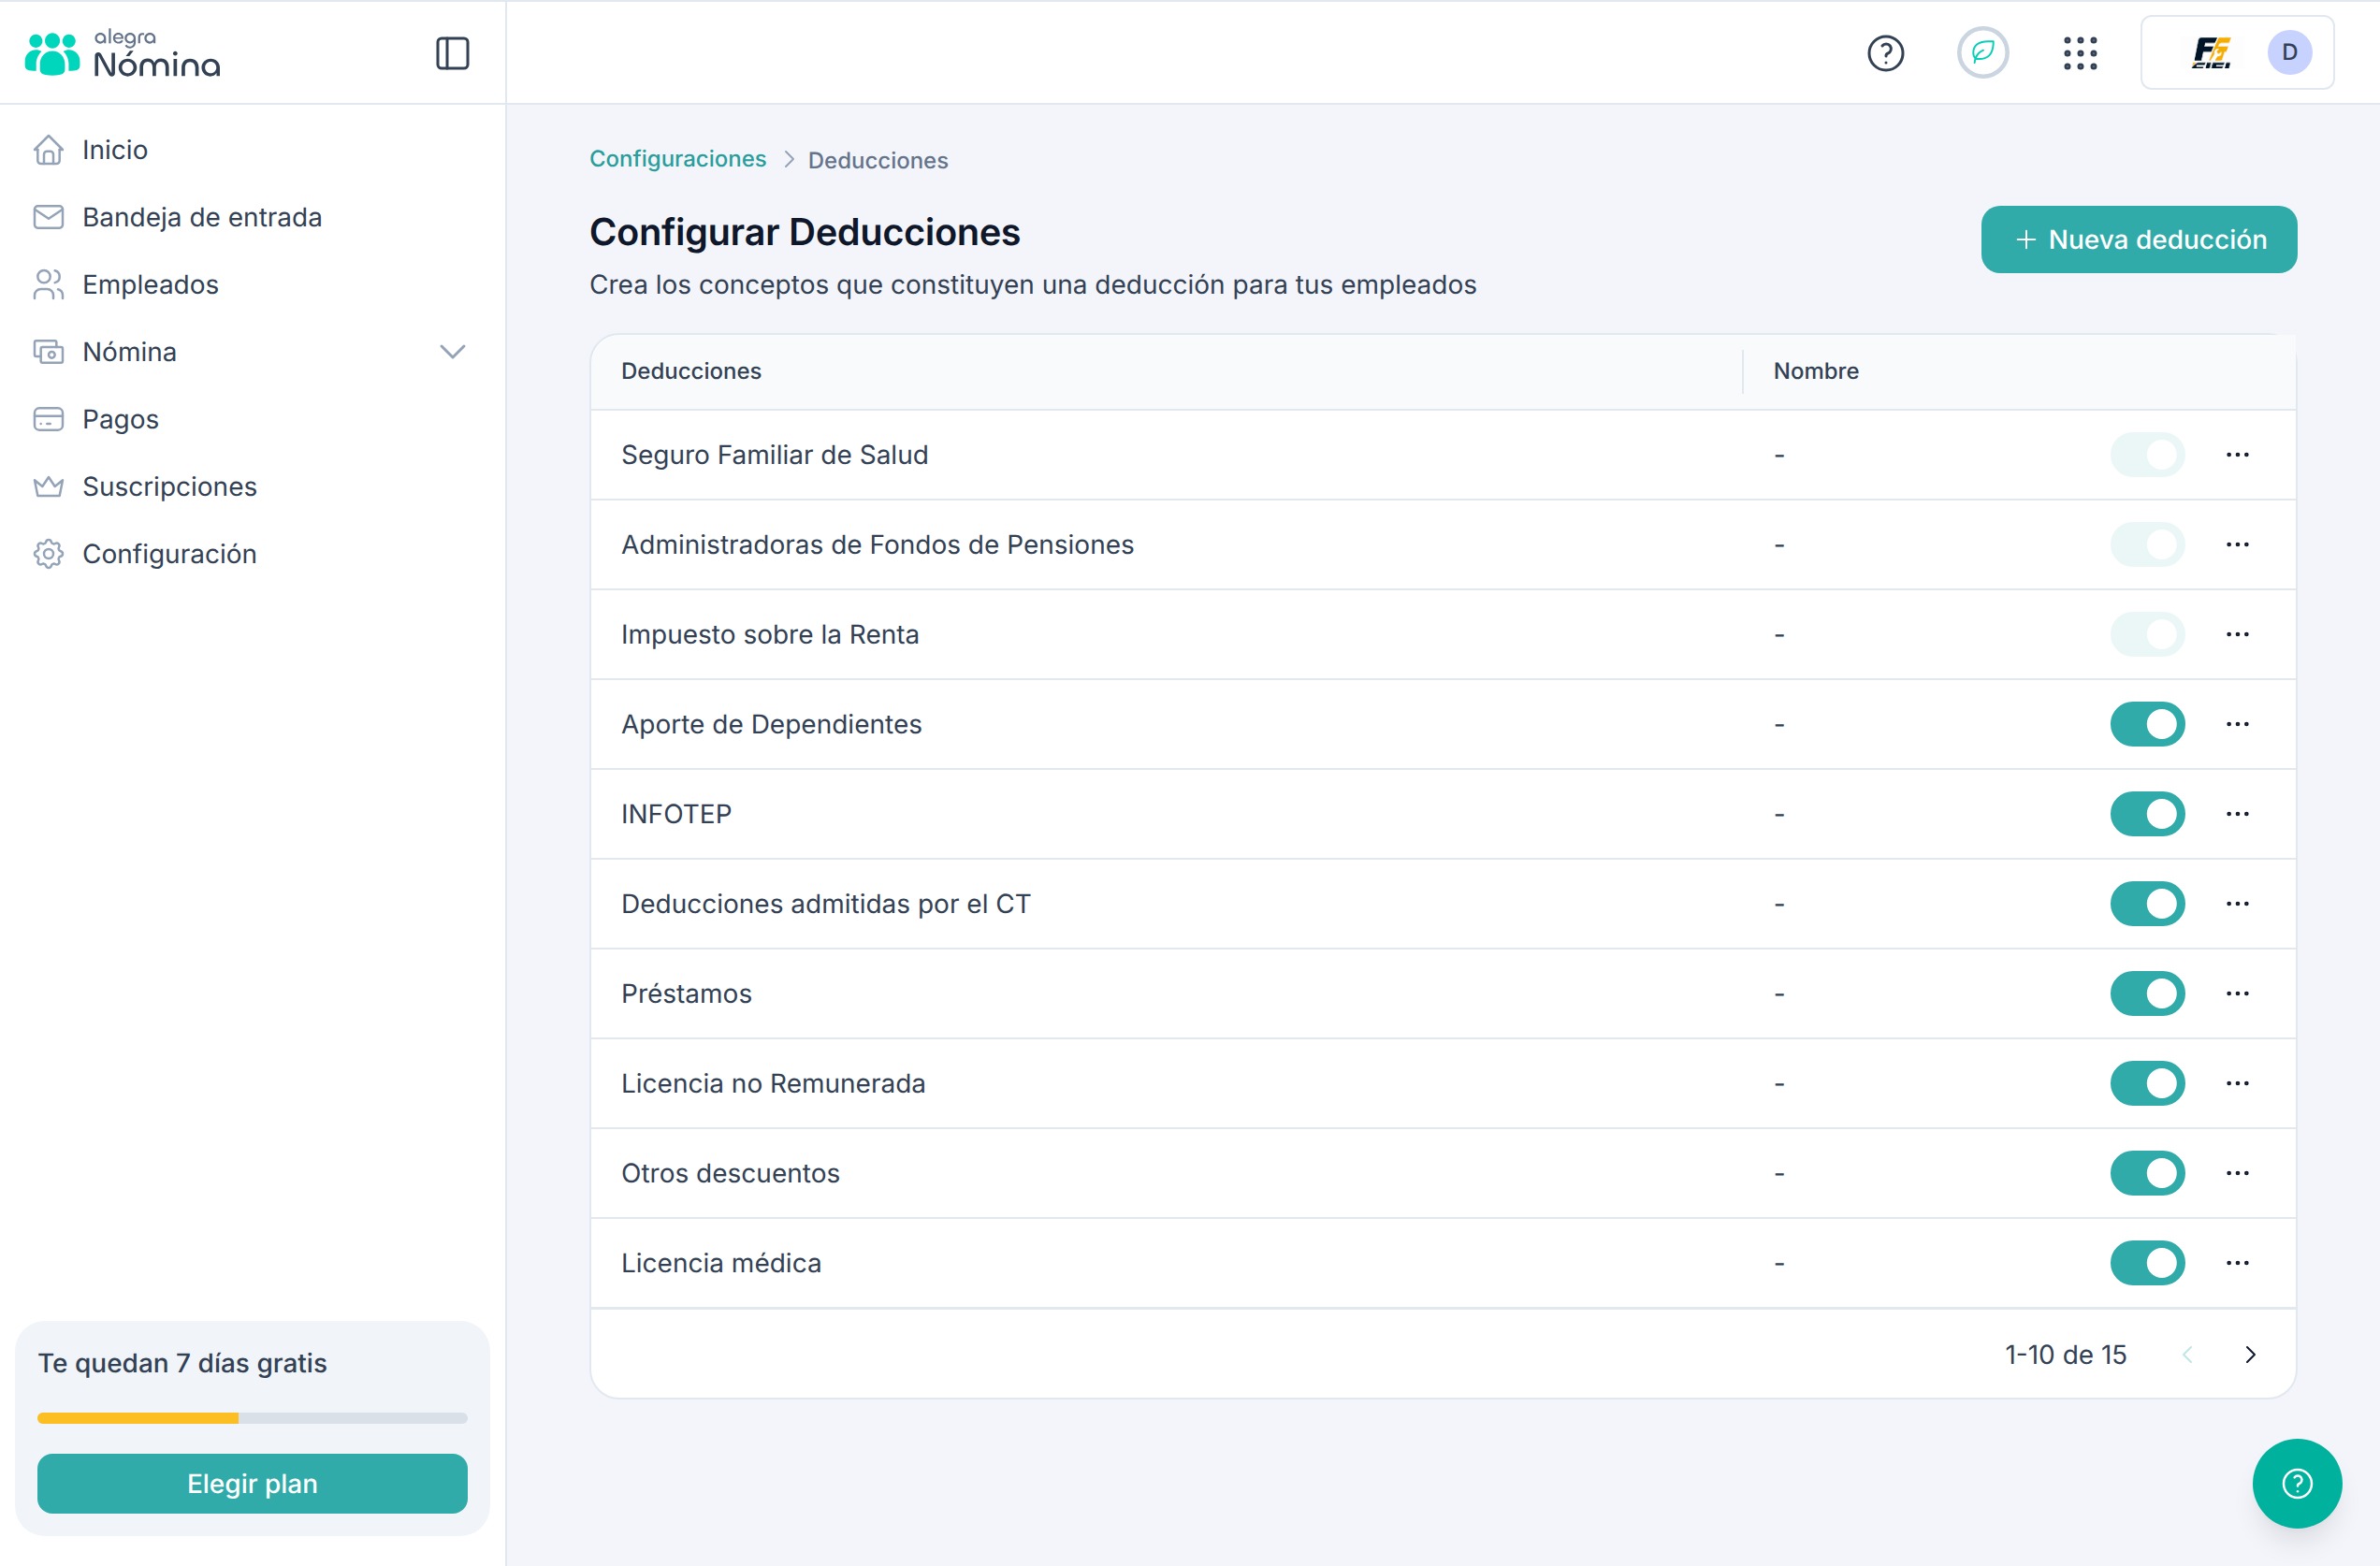 alegra
Nómina
D
Inicio
Bandeja de entrada
Empleados
Nómina
Pagos
Suscripciones
Configuración
Te quedan 7 días gratis
Elegir plan
Configuraciones > Deducciones
Configurar Deducciones
+ Nueva deducción
Crea los conceptos que constituyen una deducción para tus empleados
Deducciones Nombre
Seguro Familiar de Salud -
Administradoras de Fondos de Pensiones -
Impuesto sobre la Renta -
Aporte de Dependientes -
INFOTEP -
Deducciones admitidas por el CT -
Préstamos -
Licencia no Remunerada -
Otros descuentos -
Licencia médica -
1-10 de 15